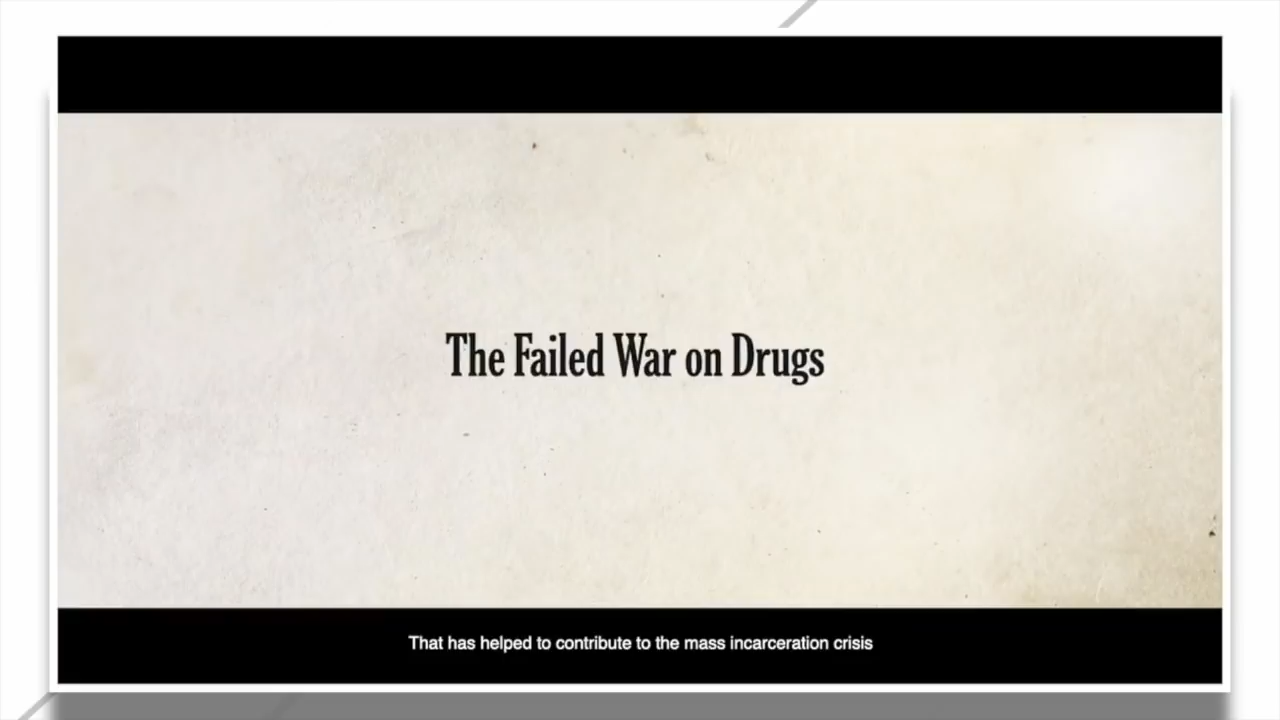 The Failed War on Drugs
That has helped to contribute to the mass incarceration crisis